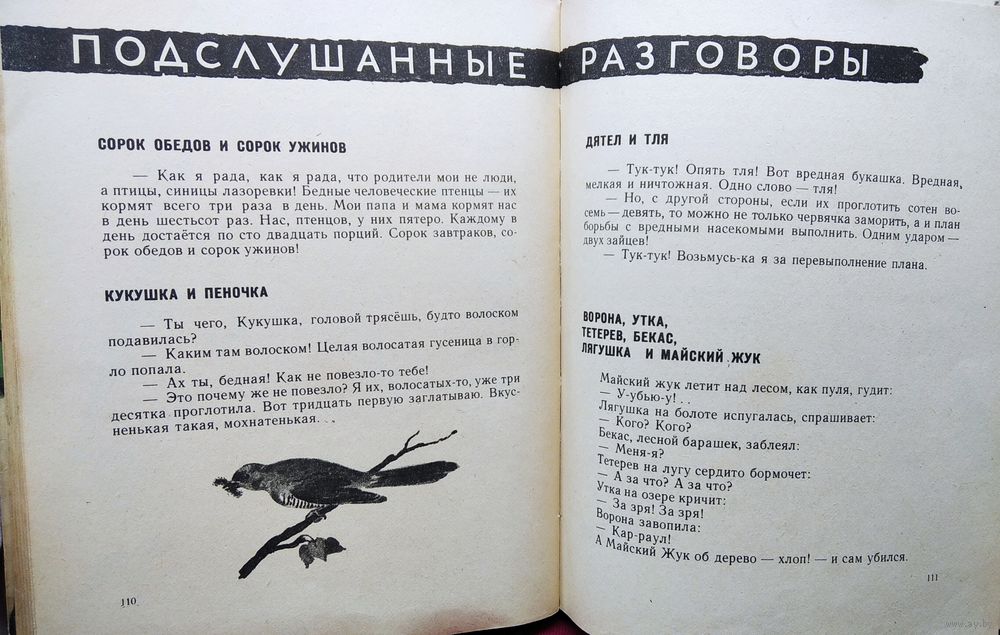 ПОДСЛУШАННЫЕ РАЗГОВОРЫ
СОРОК ОБЕДОВ И СОРОК УЖИНОВ
— Как я рада, как я рада, что родители мои не люди,
а птицы, синицы лазоревки! Бедные человеческие птенцы — их
кормят всего три раза в день. Мои папа и мама кормят нас
в день шестьсот раз. Нас, птенцов, у них пятеро. Каждому в
день достаётся по сто двадцать порций. Сорок завтраков, со-
рок обедов и сорок ужинов!
КУКУШКА И ПЕНОЧКА
— Ты чего, Кукушка, головой трясёшь, будто волоском
подавилась?
— Каким там волоском! Целая волосатая гусеница в гор-
ло попала.
— Ах ты, бедная! Как не повезло-то тебе!
— Это почему же не повезло? Я их, волосатых-то, уже три
десятка проглотила. Вот тридцать первую заглатываю. Вкус-
ненькая такая, мохнатенькая...
110
ДЯТЕЛ И ТЛЯ
— Тук-тук! Опять тля! Вот вредная букашка. Вредная,
мелкая и ничтожная. Одно слово — тля!
— Но, с другой стороны, если их проглотить сотен во-
семь — девять, то можно не только червячка заморить, а и план
борьбы с вредными насекомыми выполнить. Одним ударом —
двух зайцев!
— Тук-тук! Возьмусь-ка я за перевыполнение плана.
ВОРОНА, УТКА,
ТЕТЕРЕВ, БЕКАС,
ЛЯГУШКА И МАЙСКИЙ ЖУК
Майский жук летит над лесом, как пуля, гудит:
— У-убью-у! . .
Лягушка на болоте испугалась, спрашивает:
— Кого? Кого?
Бекас, лесной барашек, заблеял:
— Меня-я?
Тетерев на лугу сердито бормочет:
— А за что? А за что?
Утка на озере кричит:
— За зря! За зря!
Ворона завопила:
— Кар-раул!
А Майский Жук об дерево — хлоп! — и сам убился.
111
www.ay.by